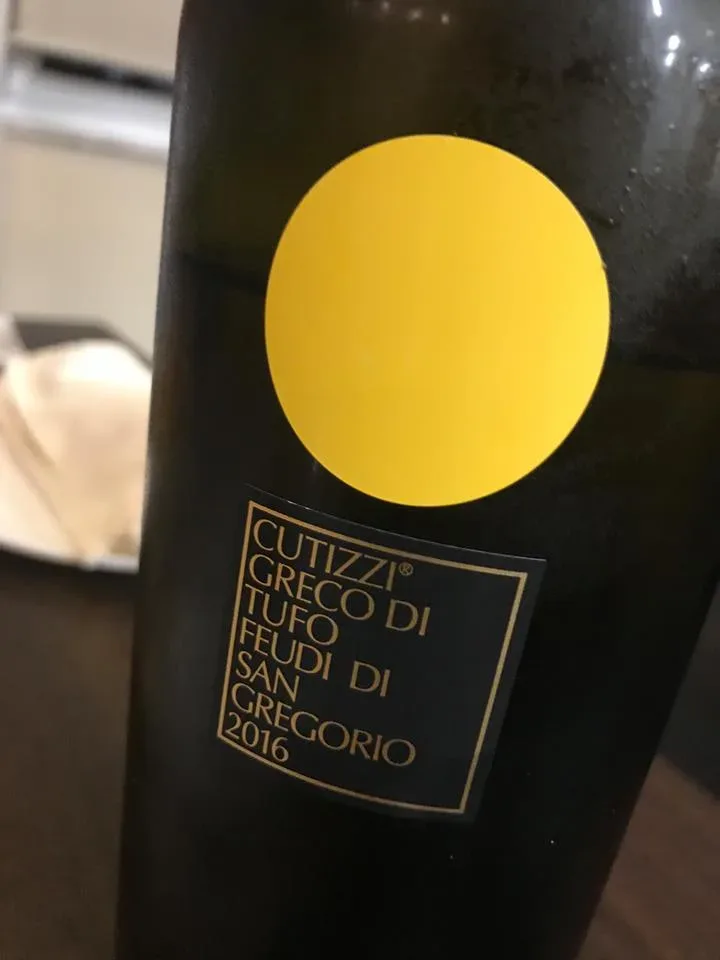 CUTIZZI®
GRECO DI
TUFO
FEUDI DI
SAN
GREGORIO
2016